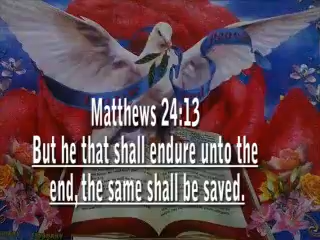 Matthews 24:13
But he that shall endure unto the
end, the same shall be saved.